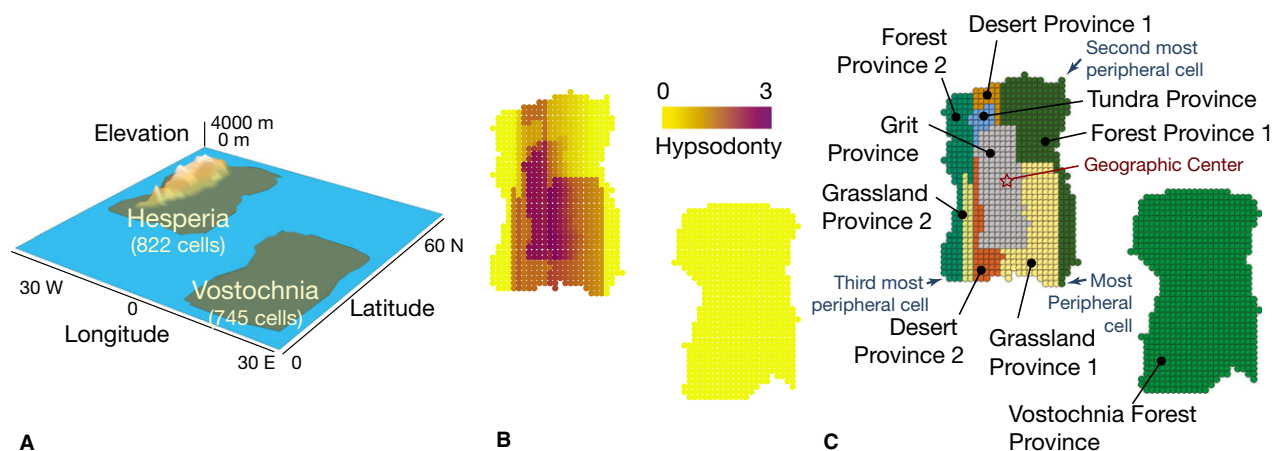 Elevation
4000 m
0 m
Hesperia
(822 cells)
Vostochnia
(745 cells)
60 N
30 W
0
Longitude
Latitude
30 E
0
A
0
3
Hypsodonty
B
Desert Province 1
Forest
Province 2
Second most
peripheral cell
Tundra Province
Grit
Province
Forest Province 1
Geographic Center
Grassland
Province 2
Third most
peripheral cell
Most
Peripheral
cell
Desert
Province 2
Grassland
Province 1
Vostochnia Forest
Province
C